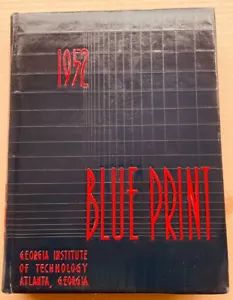 1952
BLUE PRINT
GEORGIA INSTITUTE
OF TECHNOLOGY
ATLANTA, GEORGIA